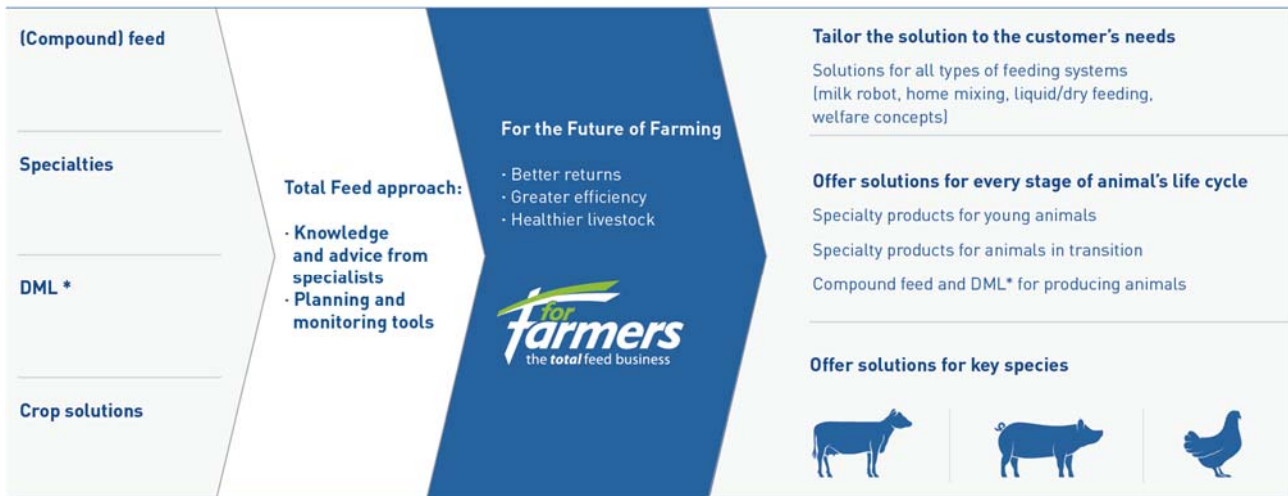 (Compound) feed
Specialties
DML *
Crop solutions
Total Feed approach:
· Knowledge
and advice from
specialists
· Planning and
monitoring tools
For the Future of Farming
· Better returns
· Greater efficiency
· Healthier livestock
for
farmers
the total feed business
Tailor the solution to the customer's needs
Solutions for all types of feeding systems
(milk robot, home mixing, liquid/dry feeding,
welfare concepts)
Offer solutions for every stage of animal's life cycle
Specialty products for young animals
Specialty products for animals in transition
Compound feed and DML* for producing animals
Offer solutions for key species